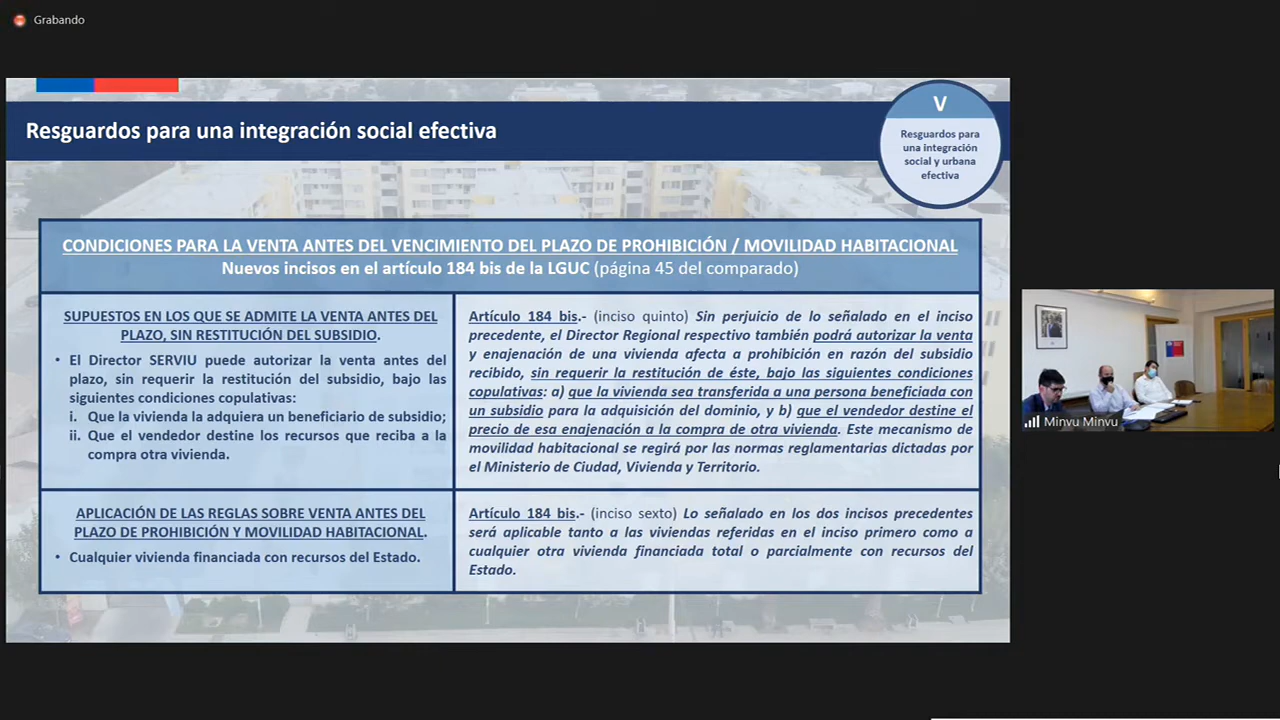 Grabando
Resguardos para una integración social efectiva
V
Resguardos para
una integración
social y urbana
efectiva
CONDICIONES PARA LA VENTA ANTES DEL VENCIMIENTO DEL PLAZO DE PROHIBICIÓN / MOVILIDAD HABITACIONAL
Nuevos incisos en el artículo 184 bis de la LGUC (página 45 del comparado)
SUPUESTOS EN LOS QUE SE ADMITE LA VENTA ANTES DEL
PLAZO, SIN RESTITUCIÓN DEL SUBSIDIO.
• El Director SERVIU puede autorizar la venta antes del
plazo, sin requerir la restitución del subsidio, bajo las
siguientes condiciones copulativas:
i. Que la vivienda la adquiera un beneficiario de subsidio;
ii. Que el vendedor destine los recursos que reciba a la
compra otra vivienda.
Artículo 184 bis.- (inciso quinto) Sin perjuicio de lo señalado en el inciso
precedente, el Director Regional respectivo también podrá autorizar la venta
y enajenación de una vivienda afecta a prohibición en razón del subsidio
recibido, sin requerir la restitución de éste, bajo las siguientes condiciones
copulativas: a) que la vivienda sea transferida a una persona beneficiada con
un subsidio para la adquisición del dominio, y b) que el vendedor destine el
precio de esa enajenación a la compra de otra vivienda. Este mecanismo de
movilidad habitacional se regirá por las normas reglamentarias dictadas por
el Ministerio de Ciudad, Vivienda y Territorio.
APLICACIÓN DE LAS REGLAS SOBRE VENTA ANTES DEL
PLAZO DE PROHIBICIÓN Y MOVILIDAD HABITACIONAL.
• Cualquier vivienda financiada con recursos del Estado.
Artículo 184 bis.- (inciso sexto) Lo señalado en los dos incisos precedentes
será aplicable tanto a las viviendas referidas en el inciso primero como a
cualquier otra vivienda financiada total o parcialmente con recursos del
Estado.
Minvu Minvu